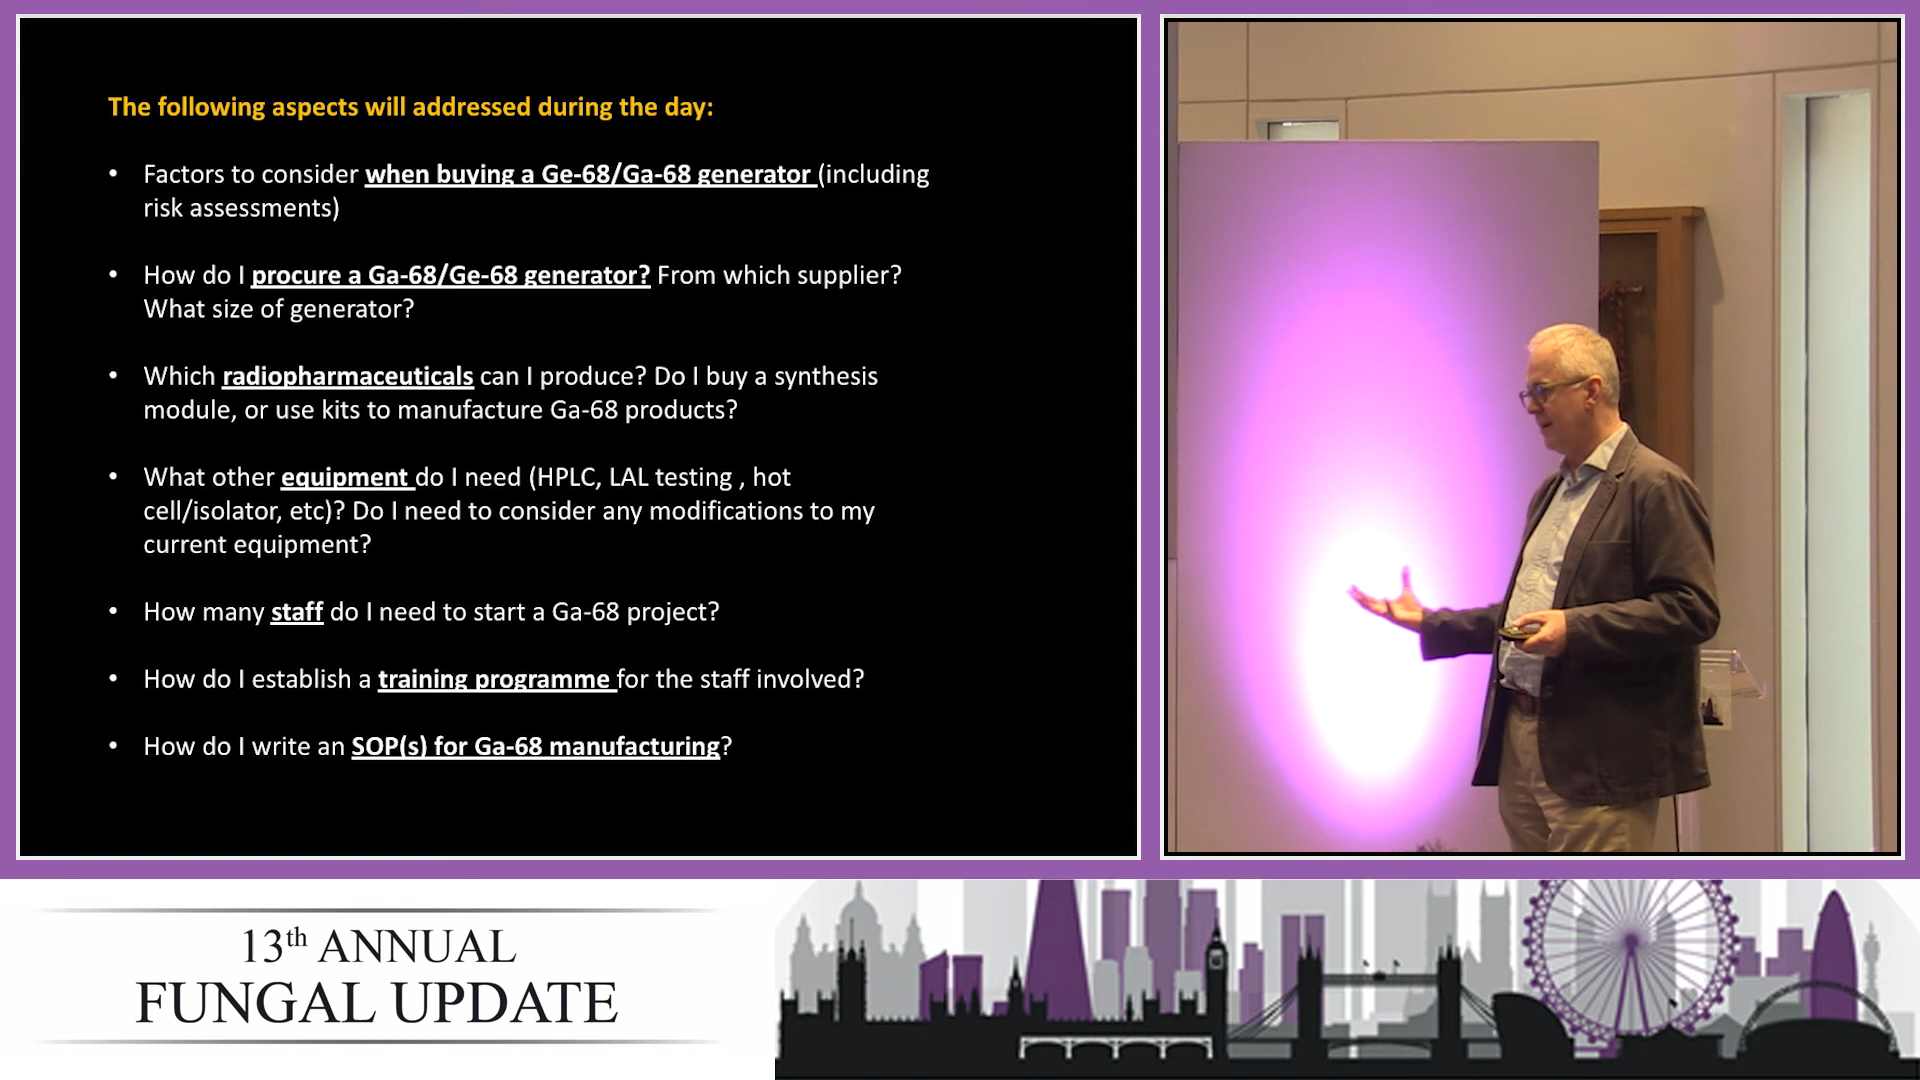 The following aspects will addressed during the day:
• Factors to consider when buying a Ge-68/Ga-68 generator (including
risk assessments)
• How do I procure a Ga-68/Ge-68 generator? From which supplier?
What size of generator?
• Which radiopharmaceuticals can I produce? Do I buy a synthesis
module, or use kits to manufacture Ga-68 products?
• What other equipment do I need (HPLC, LAL testing , hot
cell/isolator, etc)? Do I need to consider any modifications to my
current equipment?
• How many staff do I need to start a Ga-68 project?
• How do I establish a training programme for the staff involved?
• How do I write an SOP(s) for Ga-68 manufacturing?
13th ANNUAL
FUNGAL UPDATE